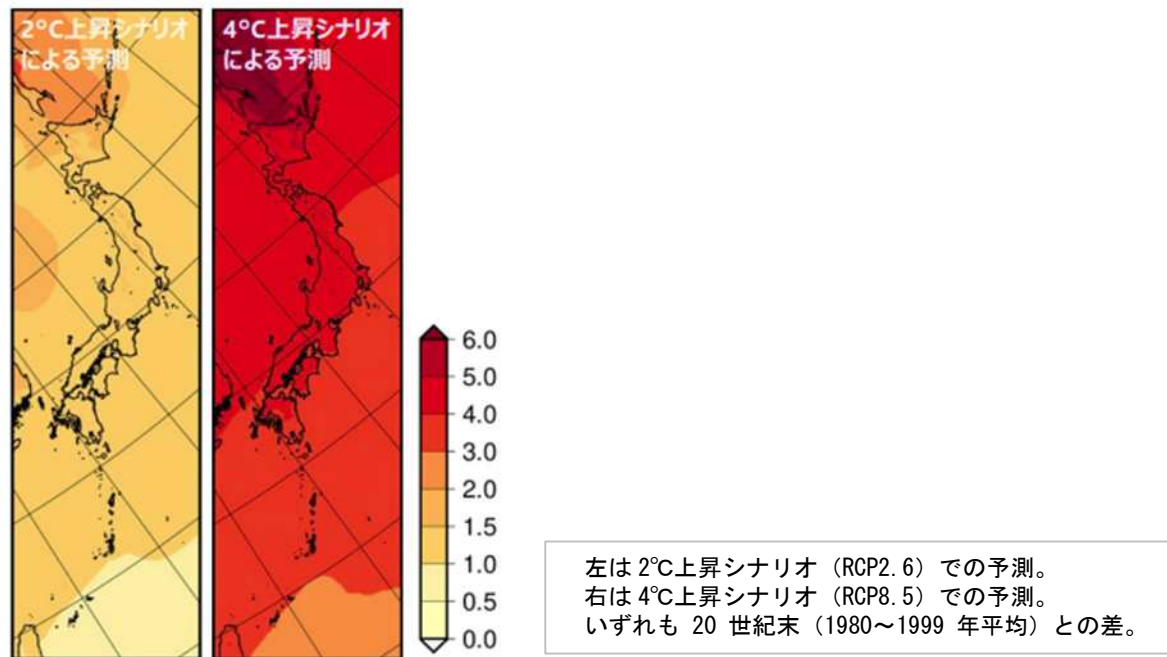 2℃上昇シナリオ
による予測
4℃上昇シナリオ
による予測
6.0
5.0
4.0
3.0
2.0
1.5
1.0
0.5
0.0
左は 2℃上昇シナリオ（RCP2.6）での予測。
右は 4℃上昇シナリオ（RCP8.5）での予測。
いずれも 20 世紀末（1980～1999 年平均）との差。